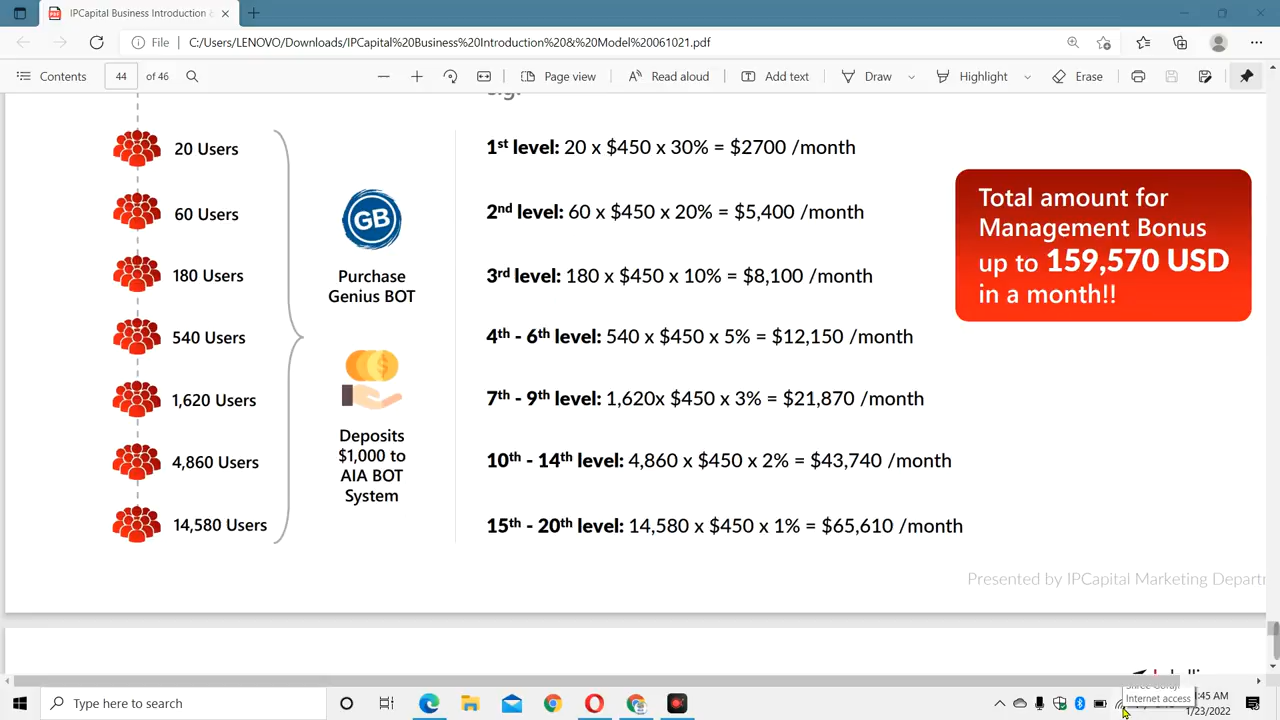 IPCapital Business Introduction &
File
C:/Users/LENOVO/Downloads/IPCapital%20Business%20Introduction%20&%20Model%20061021.pdf
Contents
44
of 46
Page view
Read aloud
Add text
Draw
Highlight
Erase
20 Users
60 Users
180 Users
540 Users
1,620 Users
4,860 Users
14,580 Users
GB
Purchase
Genius BOT
Deposits
$1,000 to
AIA BOT
System
1st level: 20 x $450 x 30% = $2700 /month
2nd level: 60 x $450 x 20% = $5,400 /month
3rd level: 180 x $450 x 10% = $8,100 /month
4th - 6th level: 540 x $450 x 5% = $12,150 /month
7th - 9th level: 1,620x $450 x 3% = $21,870 /month
10th - 14th level: 4,860 x $450 x 2% = $43,740 /month
15th - 20th level: 14,580 x $450 x 1% = $65,610 /month
Total amount for
Management Bonus
up to 159,570 USD
in a month!!
Presented by IPCapital Marketing Departr
Type here to search
Internet access
:45 AM
1/23/2022